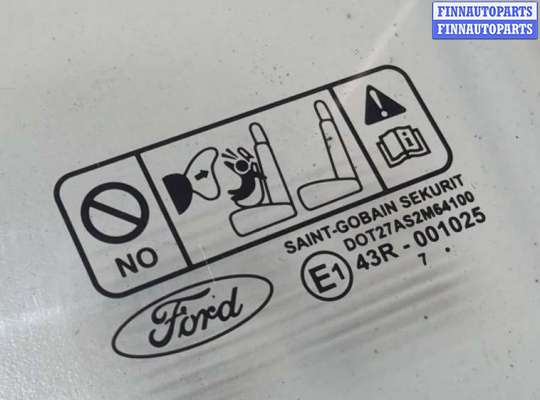 FINNAUTOPARTS
FINNAUTOPARTS
NO
SAINT-GOBAIN SEKURIT
DOT27AS2M64100
E1
43R - 001025
7 .
Ford